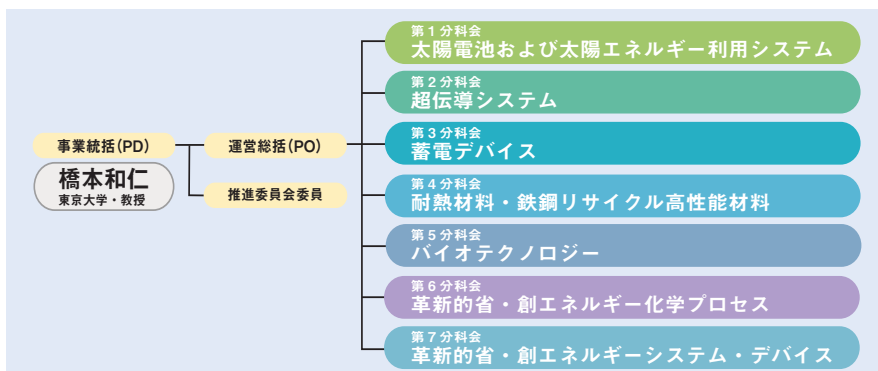 事業統括(PD)
橋本和仁
東京大学・教授
運営総括(PO)
推進委員会委員
第1分科会
太陽電池および太陽エネルギー利用システム
第2分科会
超伝導システム
第3分科会
蓄電デバイス
第4分科会
耐熱材料・鉄鋼リサイクル高性能材料
第5分科会
バイオテクノロジー
第6分科会
革新的省・創エネルギー化学プロセス
第7分科会
革新的省・創エネルギーシステム・デバイス